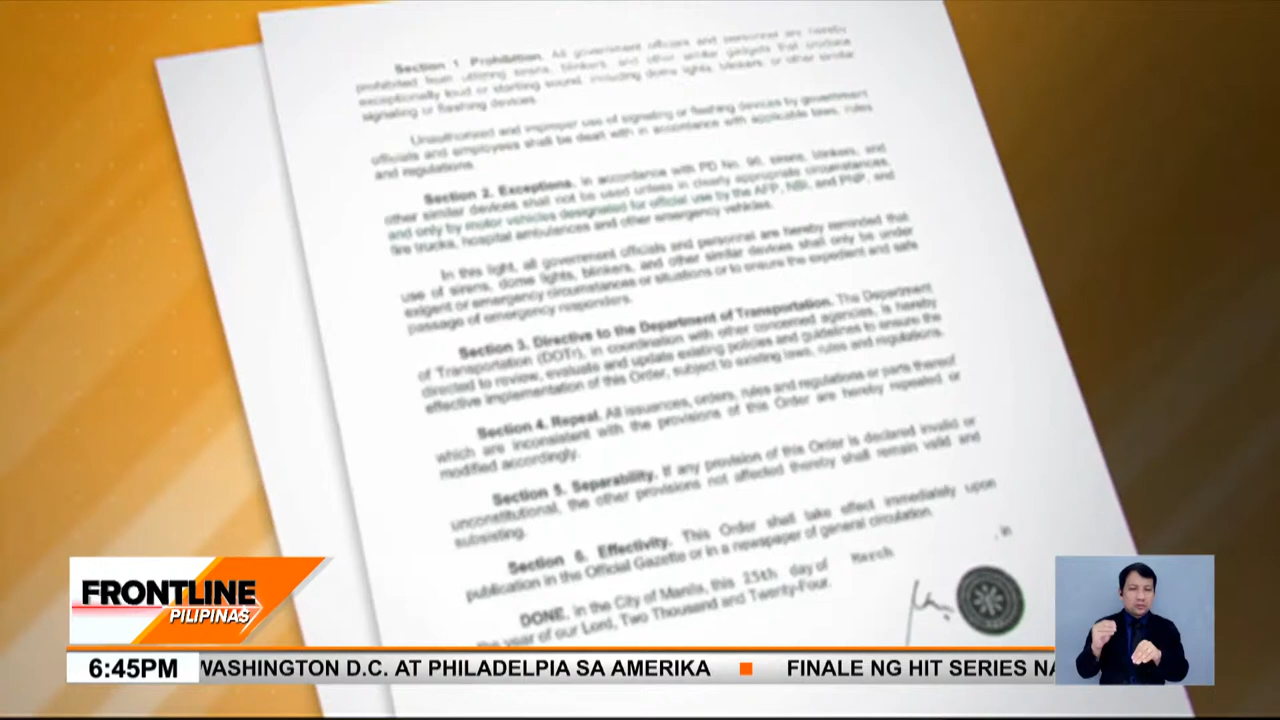 Section 1. Prohibition. All government officials and personnel are hereby
prohibited from utilizing sirens, blinkers, and other similar gadgets that produce
exceptionally loud or startling sound, including dome lights, blinkers, or other similar
signaling or flashing devices.
Unauthorized and improper use of signaling or flashing devices by government
officials and employees shall be dealt with in accordance with applicable laws, rules
and regulations.
Section 2. Exceptions. In accordance with PD No. 96, sirens, blinkers, and
other similar devices shall not be used unless in clearly appropriate circumstances,
and only by motor vehicles designated for official use by the AFP, NBI, and PNP, and
fire trucks, hospital ambulances and other emergency vehicles.
In this light, all government officials and personnel are hereby reminded that
use of sirens, dome lights, blinkers, and other similar devices shall only be under
exigent or emergency circumstances or situations or to ensure the expedient and safe
passage of emergency responders.
Section 3. Directive to the Department of Transportation. The Department
of Transportation (DOTr), in coordination with other concerned agencies, is hereby
directed to review, evaluate and update existing policies and guidelines to ensure the
effective implementation of this Order, subject to existing laws, rules and regulations.
Section 4. Repeal. All issuances, orders, rules and regulations or parts thereof
which are inconsistent with the provisions of this Order are hereby repealed or
modified accordingly.
Section 5. Separability. If any provision of this Order is declared invalid or
unconstitutional, the other provisions not affected thereby shall remain valid and
subsisting.
Section 6. Effectivity. This Order shall take effect immediately upon
publication in the Official Gazette or in a newspaper of general circulation.
DONE, in the City of Manila, this 25th day of March , in
the year of our Lord, Two Thousand and Twenty-Four.
FRONTLINE
PILIPINAS
6:45PM WASHINGTON D.C. AT PHILADELPIA SA AMERIKA FINALE NG HIT SERIES NA